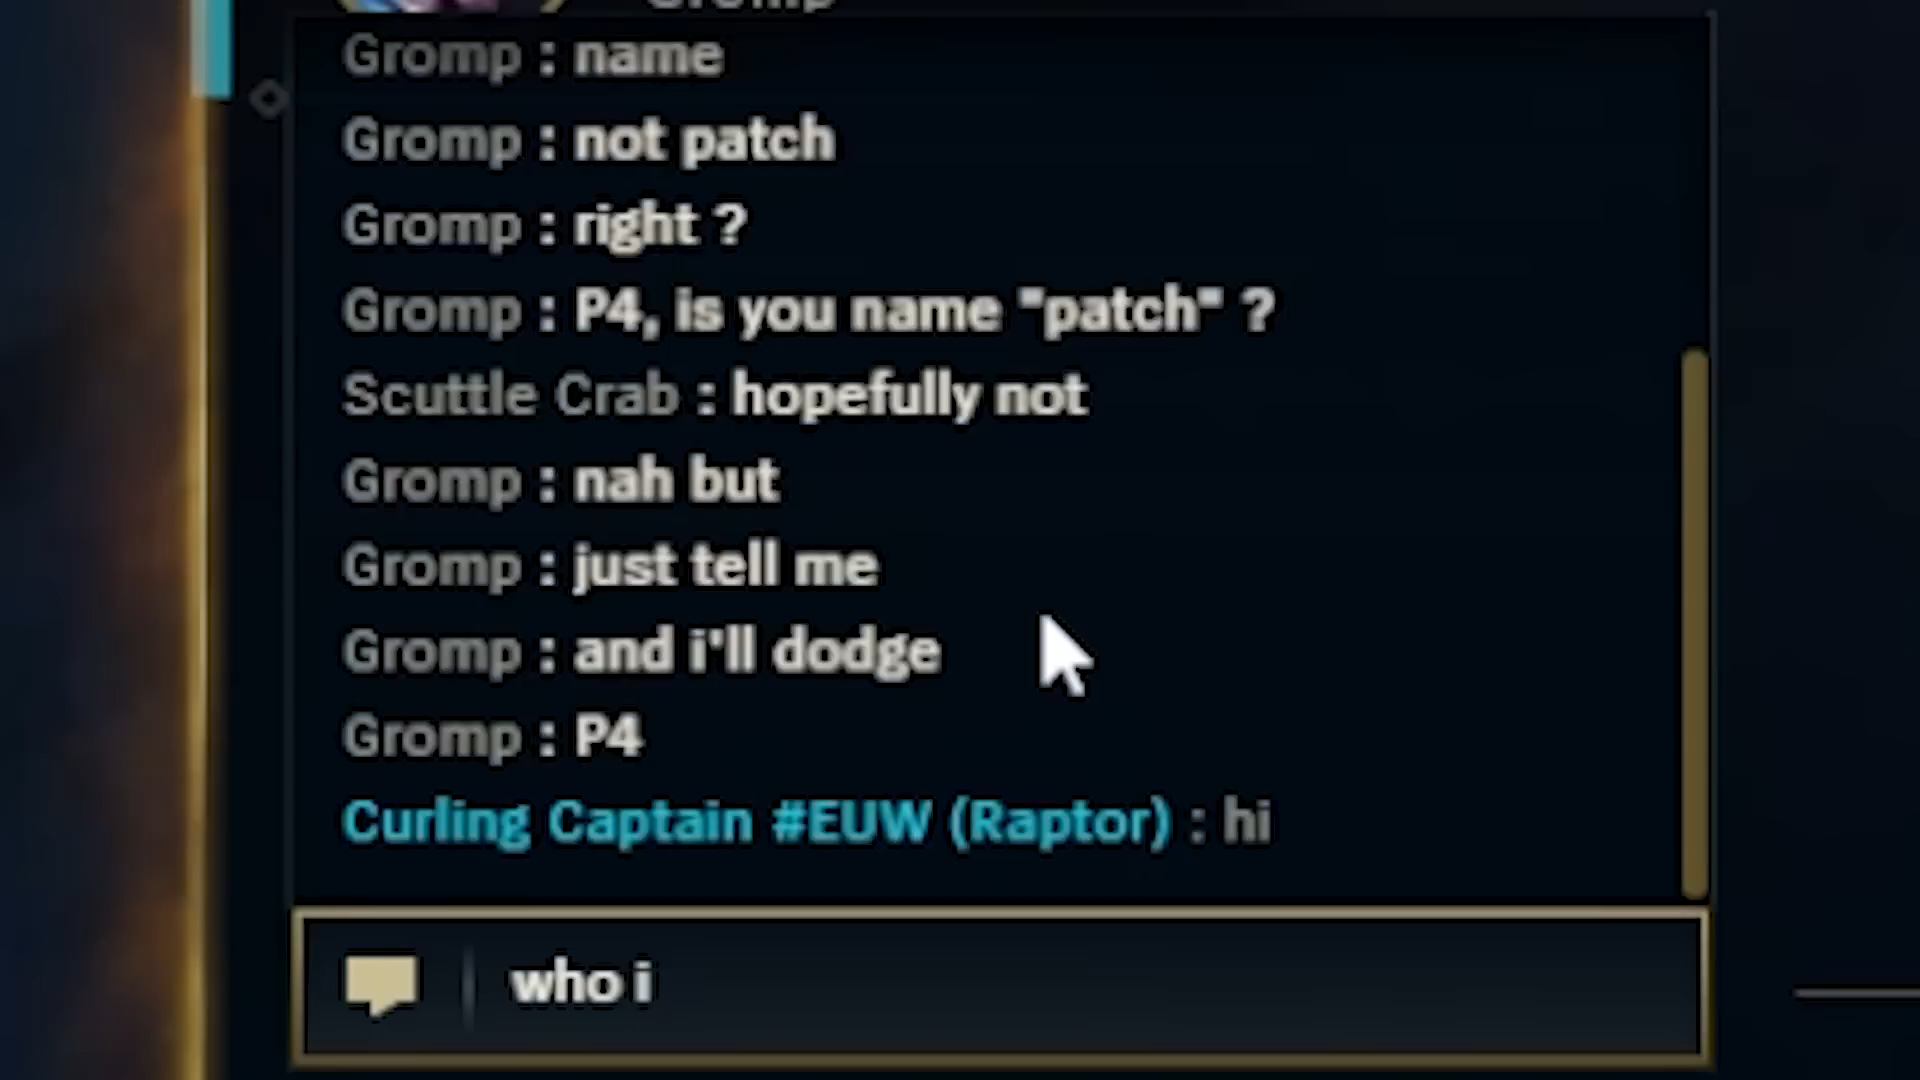 Gromp
Gromp : name
Gromp : not patch
Gromp : right ?
Gromp : P4, is you name "patch" ?
Scuttle Crab : hopefully not
Gromp : nah but
Gromp : just tell me
Gromp : and i'll dodge
Gromp : P4
Curling Captain #EUW (Raptor) : hi
who i